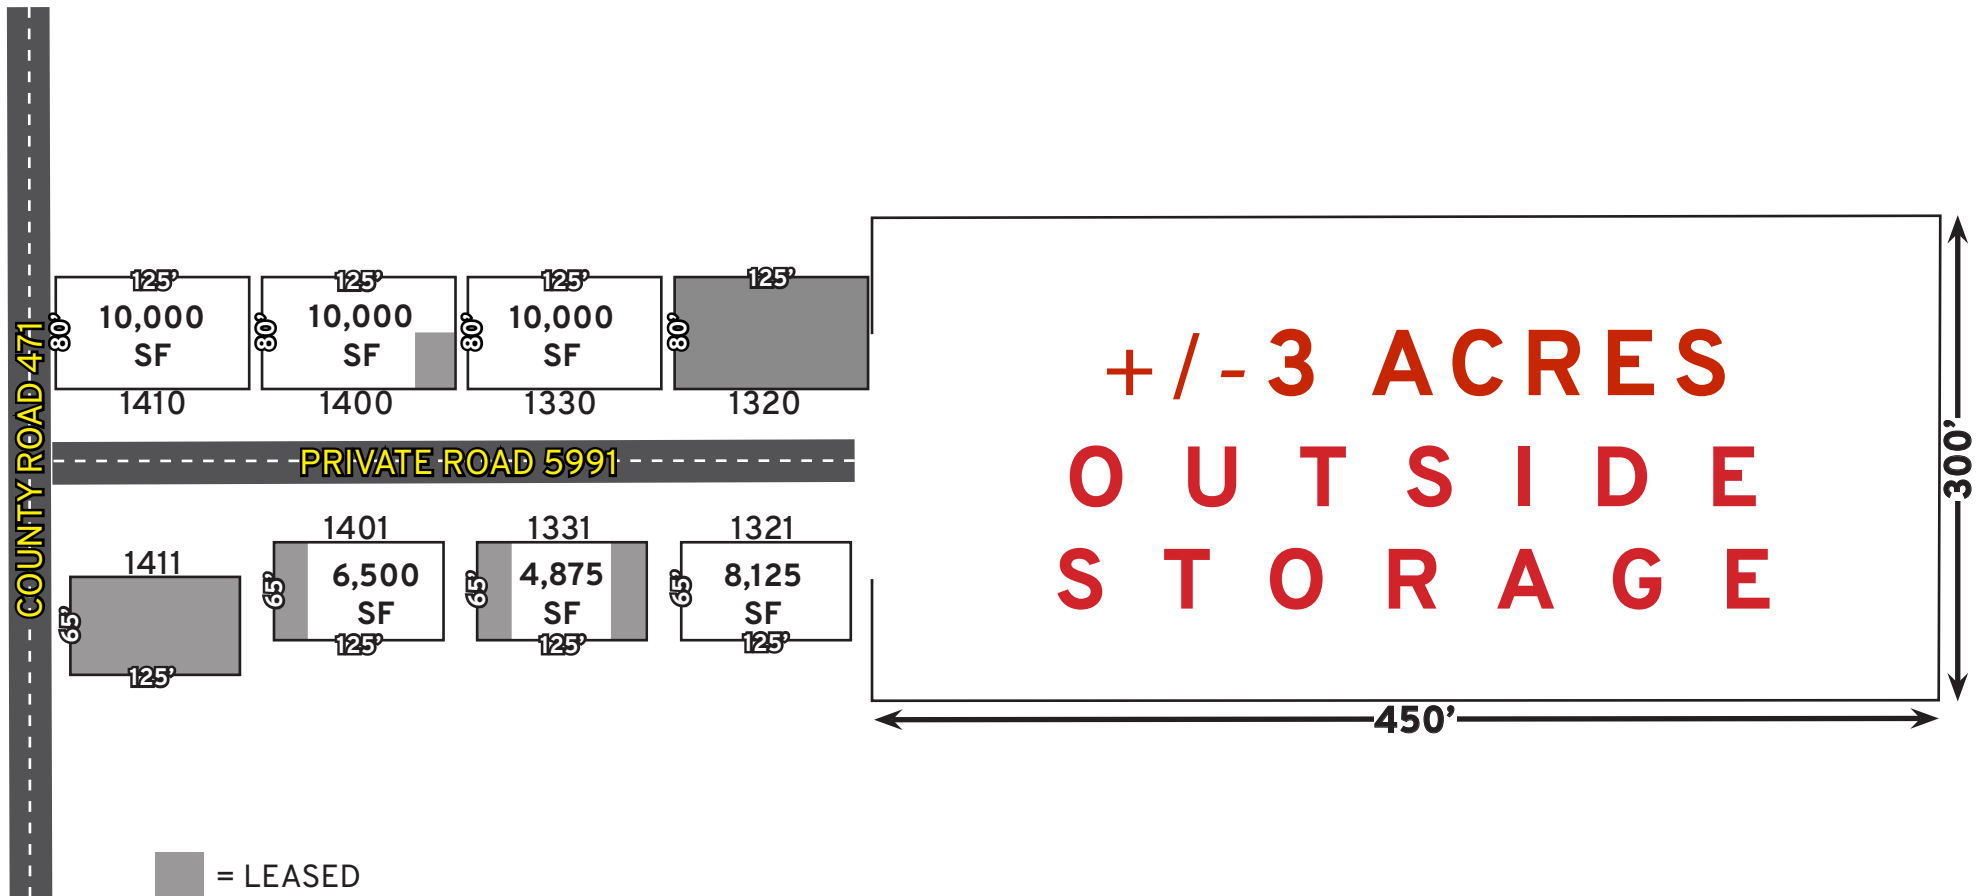 COUNTY ROAD 471
125'
125'
125'
125'
80'
10,000
SF
80'
10,000
SF
80'
10,000
SF
80'
1410
1400
1330
1320
PRIVATE ROAD 5991
1411
1401
1331
1321
65'
125'
65'
6,500
SF
125'
65'
4,875
SF
125'
65'
8,125
SF
125'
+/-3 ACRES
OUTSIDE
STORAGE
300'
450'
= LEASED